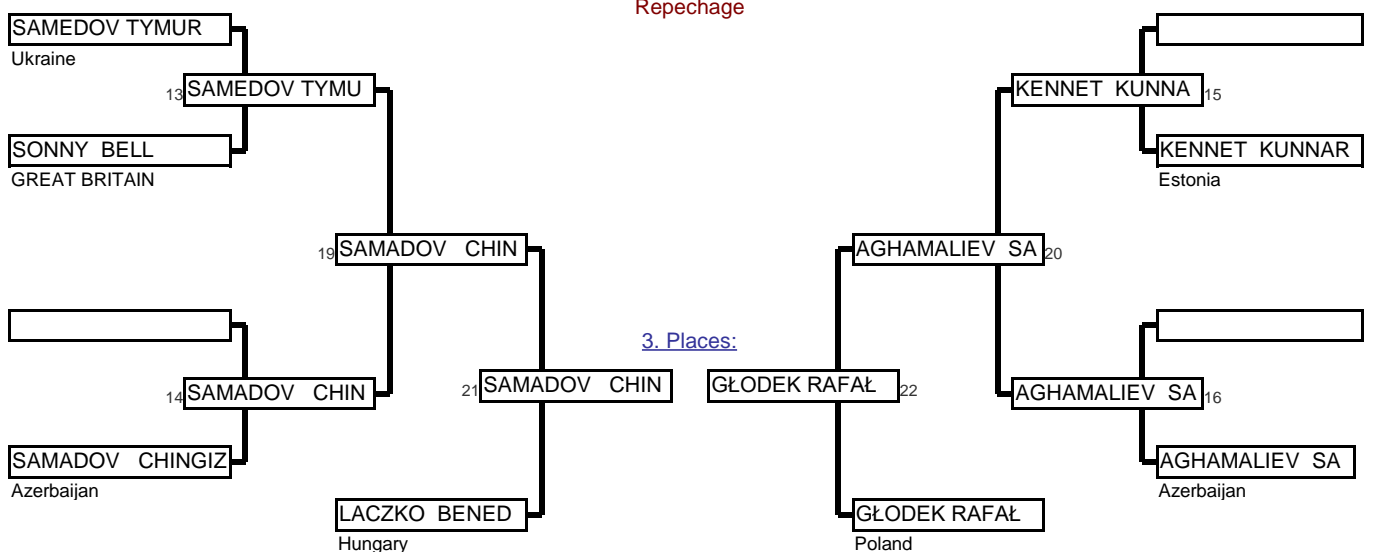 Repechage
SAMEDOV TYMUR
Ukraine
13 SAMEDOV TYMU
KENNET KUNNA 15
SONNY BELL
GREAT BRITAIN
KENNET KUNNAR
Estonia
19 SAMADOV CHIN
AGHAMALIEV SA 20
3. Places:
14 SAMADOV CHIN
21 SAMADOV CHIN
GŁODEK RAFAŁ 22
AGHAMALIEV SA 16
SAMADOV CHINGIZ
Azerbaijan
AGHAMALIEV SA
Azerbaijan
LACZKO BENED
Hungary
GŁODEK RAFAŁ
Poland